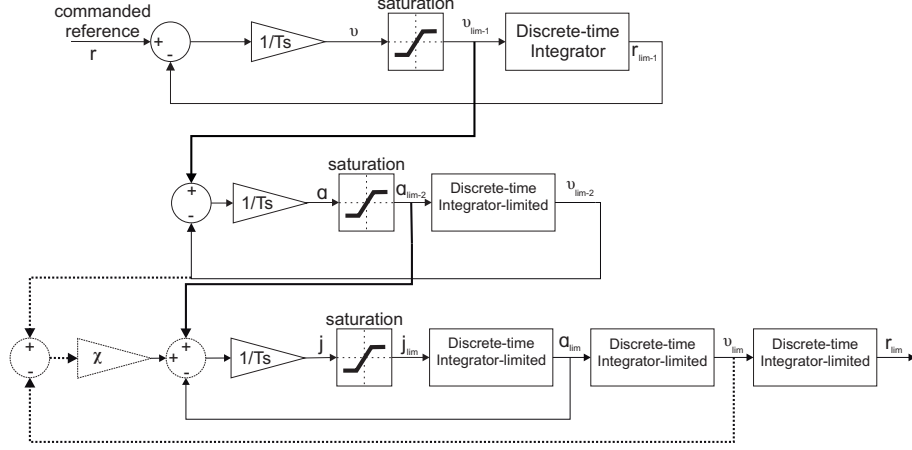 commanded
reference
r
+
-
1/Ts
υ
saturation
υlim-1
Discrete-time
Integrator
rlim-1
+
-
1/Ts
ɑ
saturation
ɑlim-2
Discrete-time
Integrator-limited
υlim-2
+
-
χ
+
+
-
1/Ts
j
saturation
jlim
Discrete-time
Integrator-limited
ɑlim
Discrete-time
Integrator-limited
υlim
Discrete-time
Integrator-limited
rlim